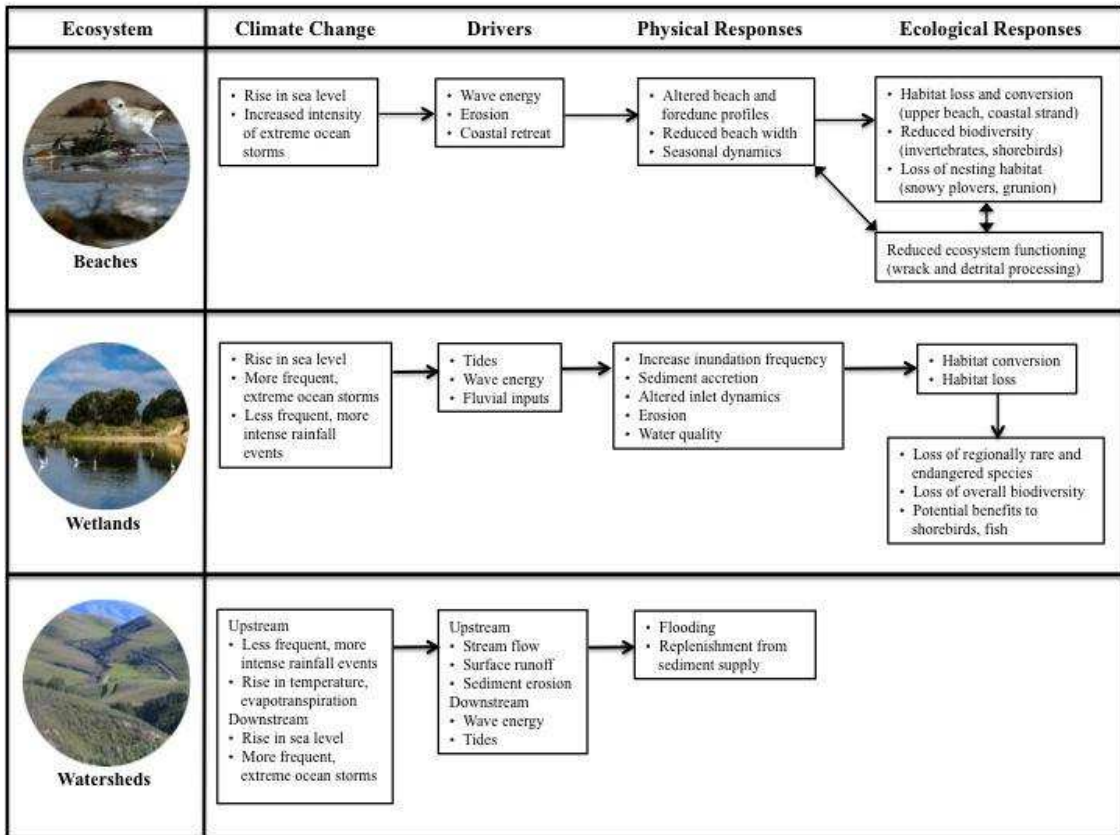 Ecosystem
Climate Change
Drivers
Physical Responses
Ecological Responses
Beaches
• Rise in sea level
• Increased intensity
of extreme ocean
storms
• Wave energy
• Erosion
• Coastal retreat
• Altered beach and
foredune profiles
• Reduced beach width
• Seasonal dynamics
• Habitat loss and conversion
(upper beach, coastal strand)
• Reduced biodiversity
(invertebrates, shorebirds)
• Loss of nesting habitat
(snowy plovers, grunion)
Reduced ecosystem functioning
(wrack and detrital processing)
Wetlands
• Rise in sea level
• More frequent,
extreme ocean storms
• Less frequent, more
intense rainfall
events
• Tides
• Wave energy
• Fluvial inputs
• Increase inundation frequency
• Sediment accretion
• Altered inlet dynamics
• Erosion
• Water quality
• Habitat conversion
• Habitat loss
• Loss of regionally rare and
endangered species
• Loss of overall biodiversity
• Potential benefits to
shorebirds, fish
Watersheds
Upstream
• Less frequent, more
intense rainfall events
• Rise in temperature,
evapotranspiration
Downstream
• Rise in sea level
• More frequent,
extreme ocean storms
Upstream
• Stream flow
• Surface runoff
• Sediment erosion
Downstream
• Wave energy
• Tides
• Flooding
• Replenishment from
sediment supply